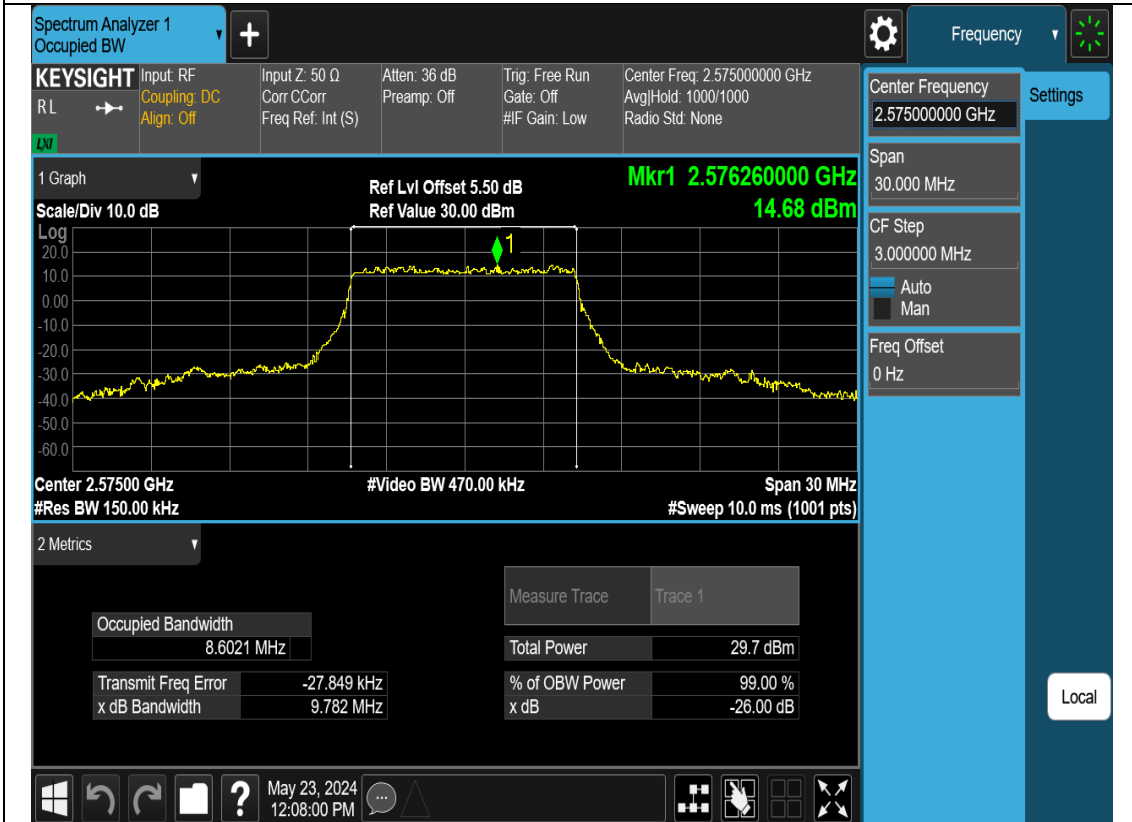 Spectrum Analyzer 1
Occupied BW
Frequency
KEYSIGHT
R L
LXI
Input: RF
Coupling: DC
Align: Off
Input Z: 50 Ω
Corr CCorr
Freq Ref: Int (S)
Atten: 36 dB
Preamp: Off
Trig: Free Run
Gate: Off
#IF Gain: Low
Center Freq: 2.575000000 GHz
Avg|Hold: 1000/1000
Radio Std: None
Center Frequency
2.575000000 GHz
Settings
Span
30.000 MHz
CF Step
3.000000 MHz
Auto
Man
Freq Offset
0 Hz
Local
1 Graph
Scale/Div 10.0 dB
Ref Lvl Offset 5.50 dB
Ref Value 30.00 dBm
Mkr1 2.576260000 GHz
14.68 dBm
Log
20.0
10.0
0.00
-10.0
-20.0
-30.0
-40.0
-50.0
-60.0
1
Center 2.57500 GHz
#Video BW 470.00 kHz
Span 30 MHz
#Res BW 150.00 kHz
#Sweep 10.0 ms (1001 pts)
2 Metrics
Measure Trace Trace 1
Occupied Bandwidth
8.6021 MHz
Total Power 29.7 dBm
Transmit Freq Error -27.849 kHz
% of OBW Power 99.00 %
x dB Bandwidth 9.782 MHz
x dB -26.00 dB
May 23, 2024
12:08:00 PM